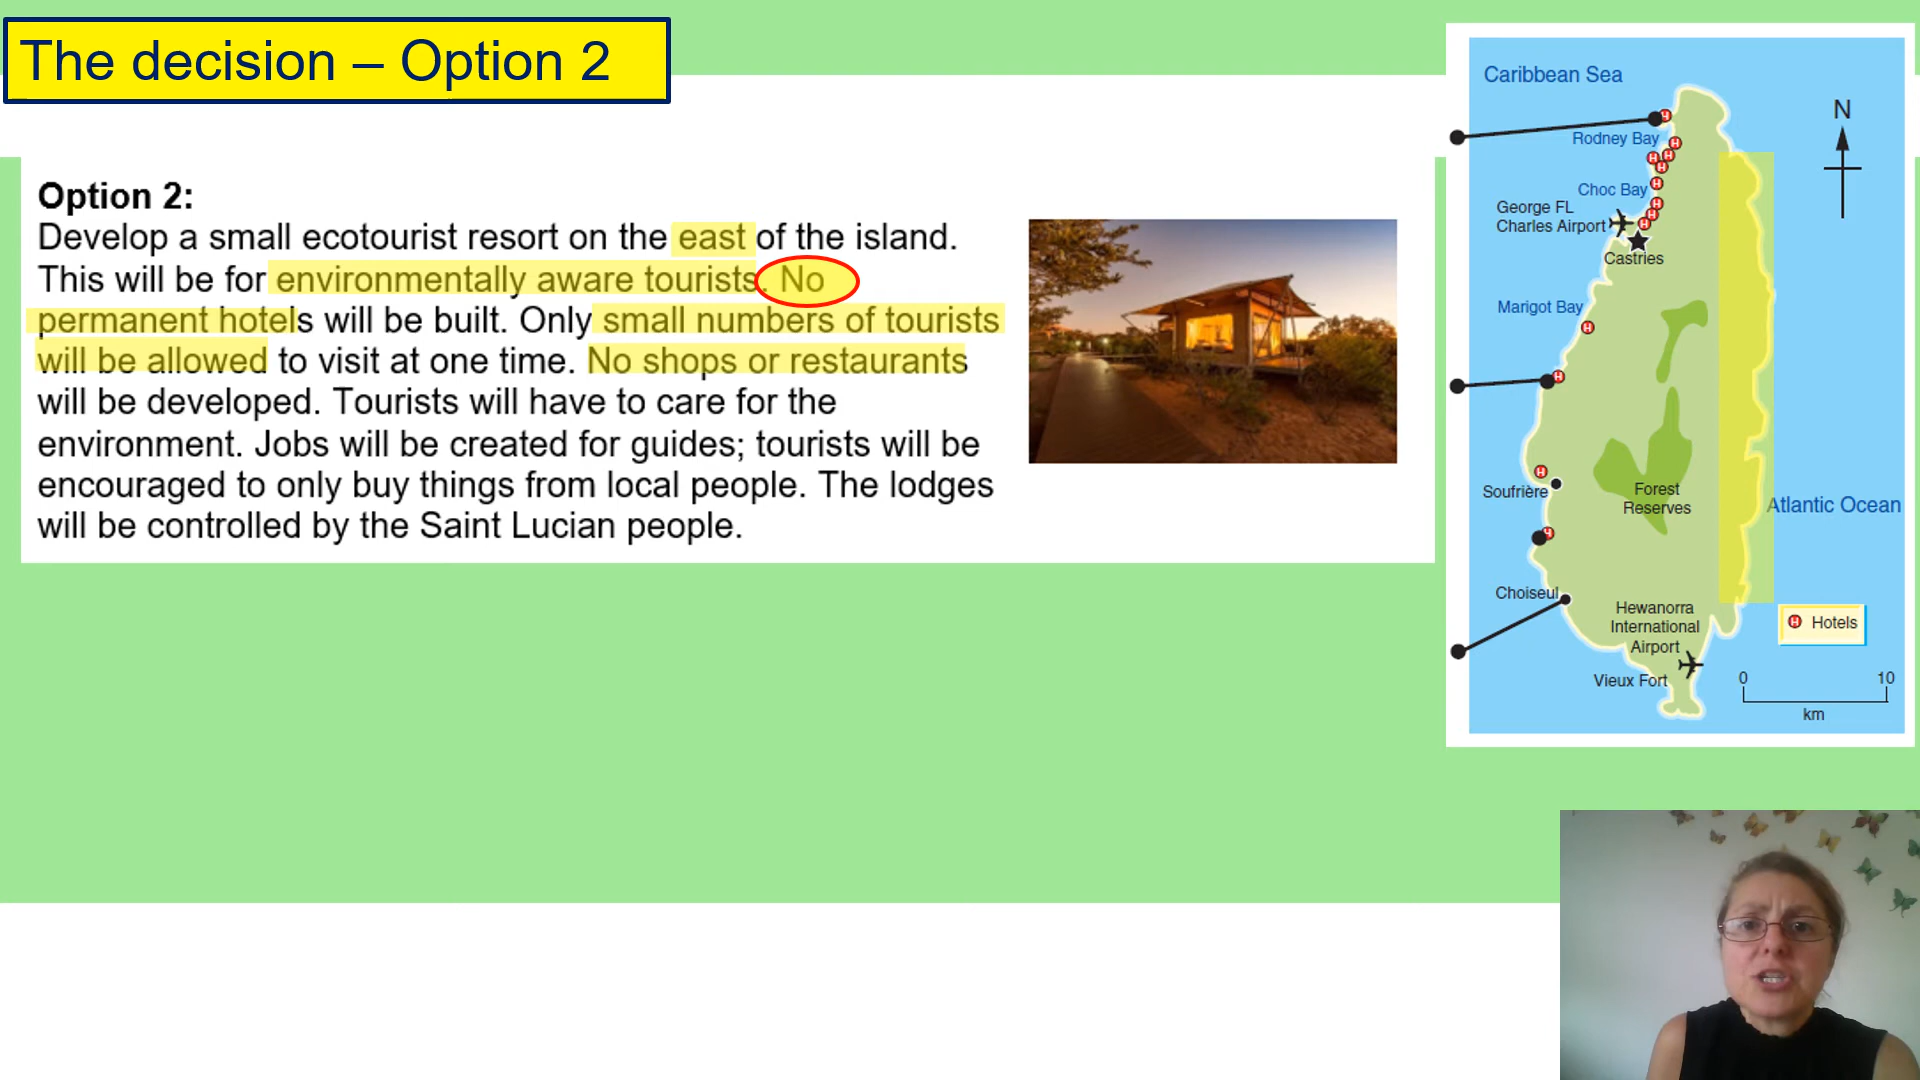 The decision – Option 2
Option 2:
Develop a small ecotourist resort on the east of the island.
This will be for environmentally aware tourists. No
permanent hotels will be built. Only small numbers of tourists
will be allowed to visit at one time. No shops or restaurants
will be developed. Tourists will have to care for the
environment. Jobs will be created for guides; tourists will be
encouraged to only buy things from local people. The lodges
will be controlled by the Saint Lucian people.
Caribbean Sea
N
H
Rodney Bay
H
H
H
H
Choc Bay
H
George FL
Charles Airport
H
H
H
Castries
Marigot Bay
H
H
H
Soufrière
Forest
Reserves
Atlantic Ocean
H
Choiseul
Hewanorra
International
Airport
H Hotels
Vieux Fort
0
10
km